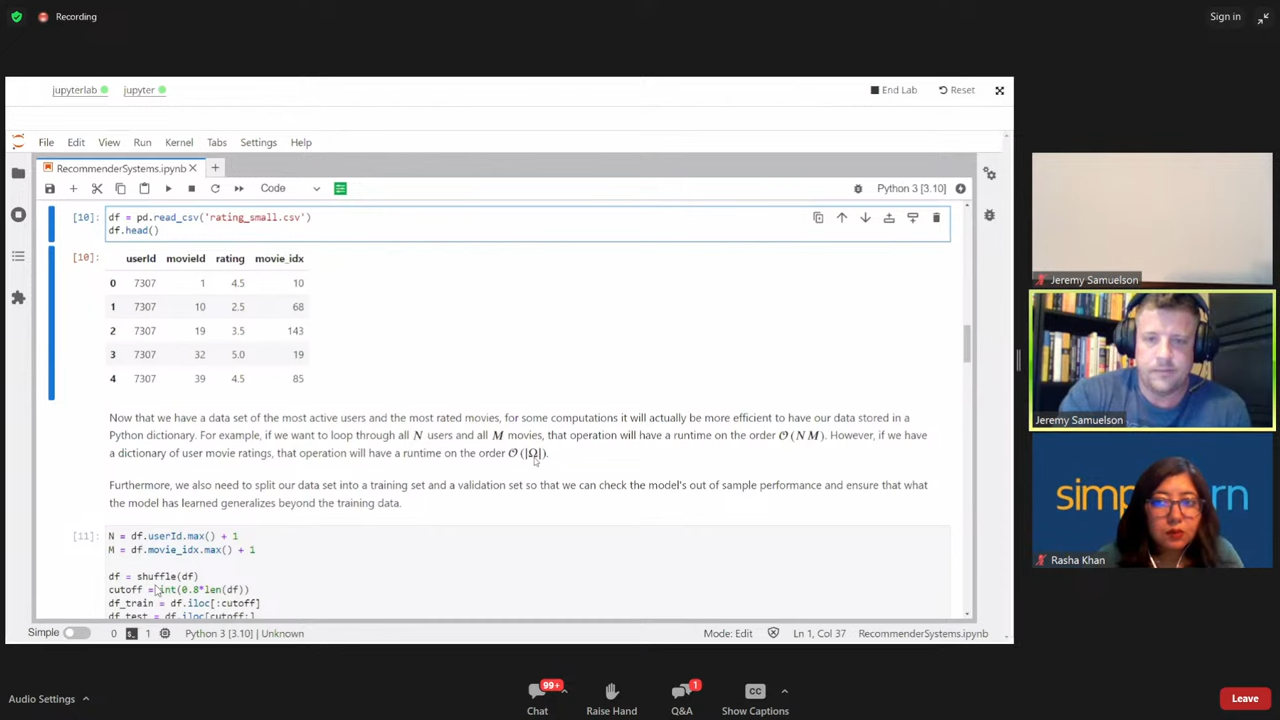 Recording
Sign in
jupyterlab
jupyter
End Lab
Reset
File Edit View Run Kernel Tabs Settings Help
RecommenderSystems.ipynb
Code
Python 3 [3.10]
[10]: df = pd.read_csv('rating_small.csv')
df.head()
[10]: userId movieId rating movie_idx
0 7307 1 4.5 10
1 7307 10 2.5 68
2 7307 19 3.5 143
3 7307 32 5.0 19
4 7307 39 4.5 85
Now that we have a data set of the most active users and the most rated movies, for some computations it will actually be more efficient to have our data stored in a
Python dictionary. For example, if we want to loop through all N users and all M movies, that operation will have a runtime on the order O(NM). However, if we have
a dictionary of user movie ratings, that operation will have a runtime on the order O(|Ω|).
Furthermore, we also need to split our data set into a training set and a validation set so that we can check the model's out of sample performance and ensure that what
the model has learned generalizes beyond the training data.
[11]: N = df.userId.max() + 1
M = df.movie_idx.max() + 1
df = shuffle(df)
cutoff = int(0.8*len(df))
df_train = df.iloc[:cutoff]
df_test = df.iloc[cutoff:]
Simple 0 1 Python 3 [3.10] | Unknown Mode: Edit Ln 1, Col 37 RecommenderSystems.ipynb
Jeremy Samuelson
Jeremy Samuelson
Rasha Khan
Audio Settings
99+
Chat
Raise Hand
1
Q&A
CC
Show Captions
Leave